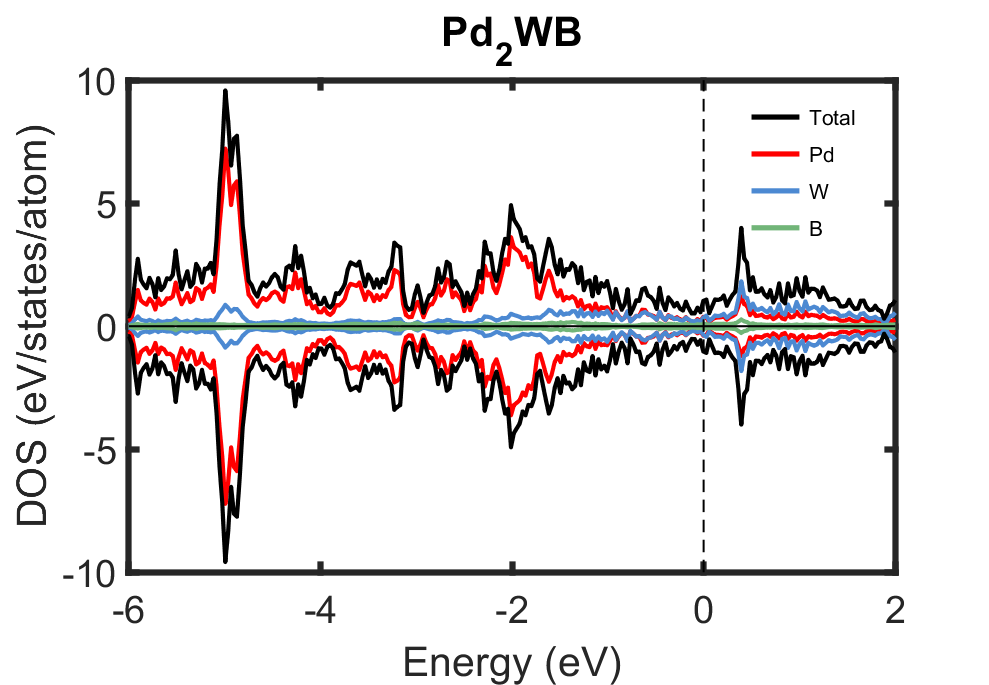 Pd₂WB
10
5
0
-5
-10
DOS (eV/states/atom)
Total
Pd
W
B
-6 -4 -2 0 2
Energy (eV)